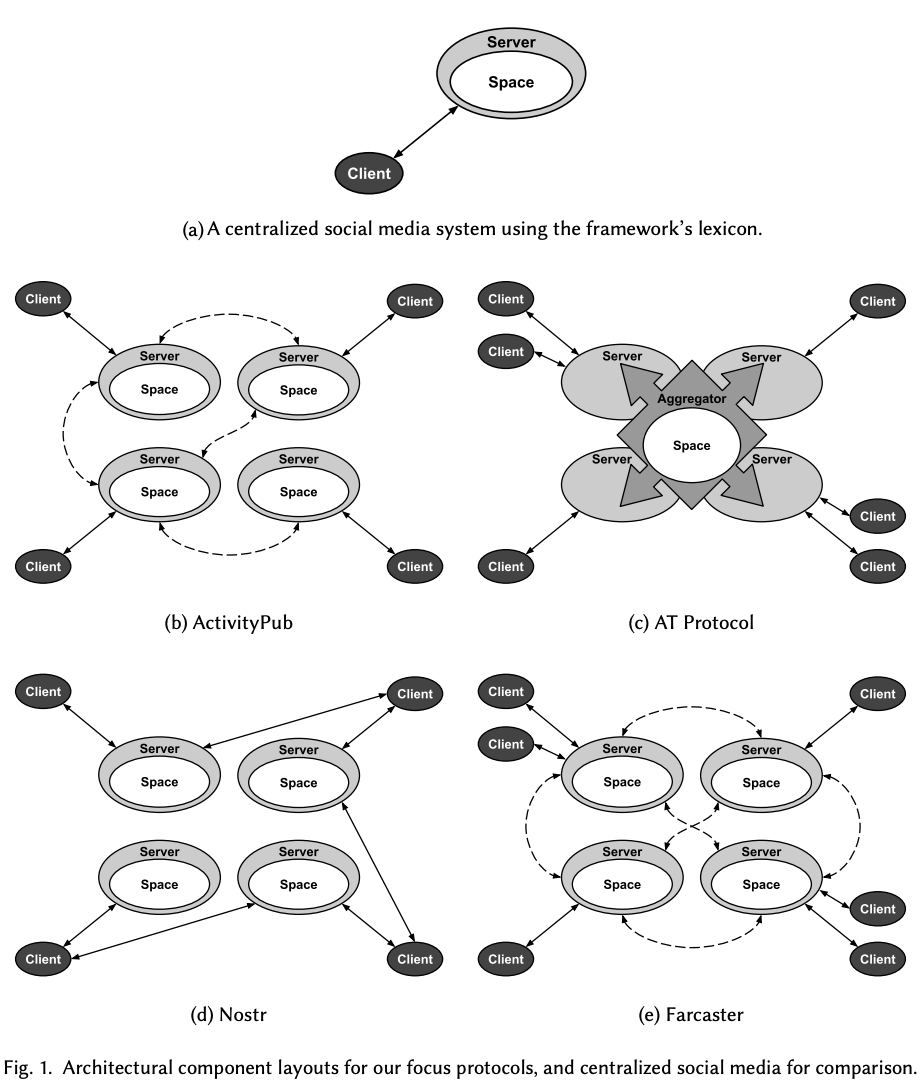 Server
Space
Client
(a) A centralized social media system using the framework's lexicon.
Client
Client
Server
Server
Space
Space
Server
Server
Space
Space
Client
Client
(b) ActivityPub
Client
Client
Client
Server
Server
Aggregator
Space
Server
Server
Client
Client
Client
(c) AT Protocol
Client
Client
Server
Server
Space
Space
Server
Server
Space
Space
Client
Client
(d) Nostr
Client
Client
Client
Server
Server
Space
Space
Server
Server
Space
Space
Client
Client
Client
(e) Farcaster
Fig. 1. Architectural component layouts for our focus protocols, and centralized social media for comparison.